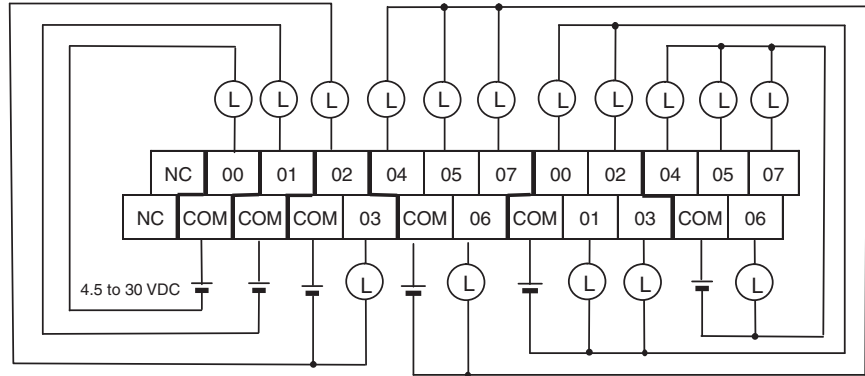 L L L L L L L L L L L
NC 00 01 02 04 05 07 00 02 04 05 07
NC COM COM COM 03 COM 06 COM 01 03 COM 06
L L L L L
4.5 to 30 VDC